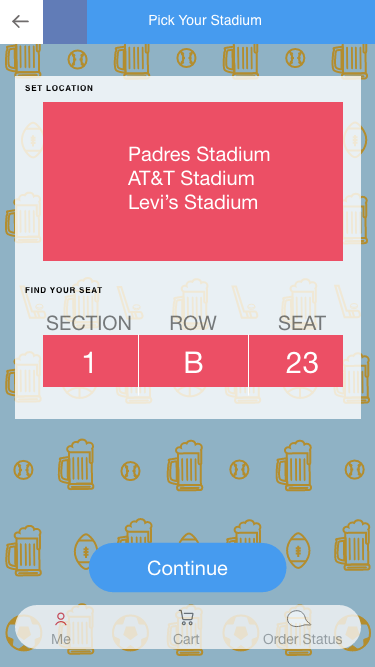 Pick Your Stadium
SET LOCATION
Padres Stadium
AT&T Stadium
Levi’s Stadium
FIND YOUR SEAT
SECTION ROW SEAT
1 B 23
Continue
Me Cart Order Status